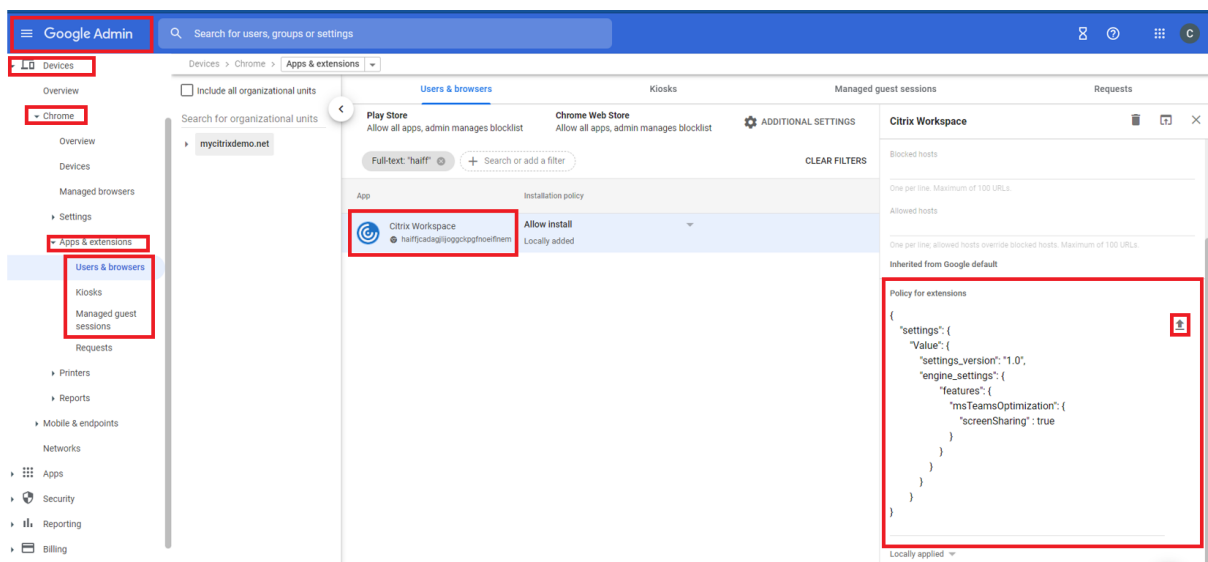 Google Admin
Search for users, groups or settings
C
Devices
Overview
Chrome
Overview
Devices
Managed browsers
Settings
Apps & extensions
Users & browsers
Kiosks
Managed guest
sessions
Requests
Printers
Reports
Mobile & endpoints
Networks
Apps
Security
Reporting
Billing
Devices > Chrome > Apps & extensions
Include all organizational units
Search for organizational units
mycitrixdemo.net
Users & browsers
Kiosks
Managed guest sessions
Requests
Play Store
Allow all apps, admin manages blocklist
Chrome Web Store
Allow all apps, admin manages blocklist
ADDITIONAL SETTINGS
Full-text: "haiff"
Search or add a filter
CLEAR FILTERS
App
Installation policy
Citrix Workspace
haiffjcadagjlijoggckpgfnoeiflnem
Allow install
Locally added
Citrix Workspace
Blocked hosts
One per line. Maximum of 100 URLs.
Allowed hosts
One per line; allowed hosts override blocked hosts. Maximum of 100 URLs.
Inherited from Google default
Policy for extensions
{
"settings": {
"Value": {
"settings_version": "1.0",
"engine_settings": {
"features": {
"msTeamsOptimization": {
"screenSharing" : true
}
}
}
}
}
}
Locally applied